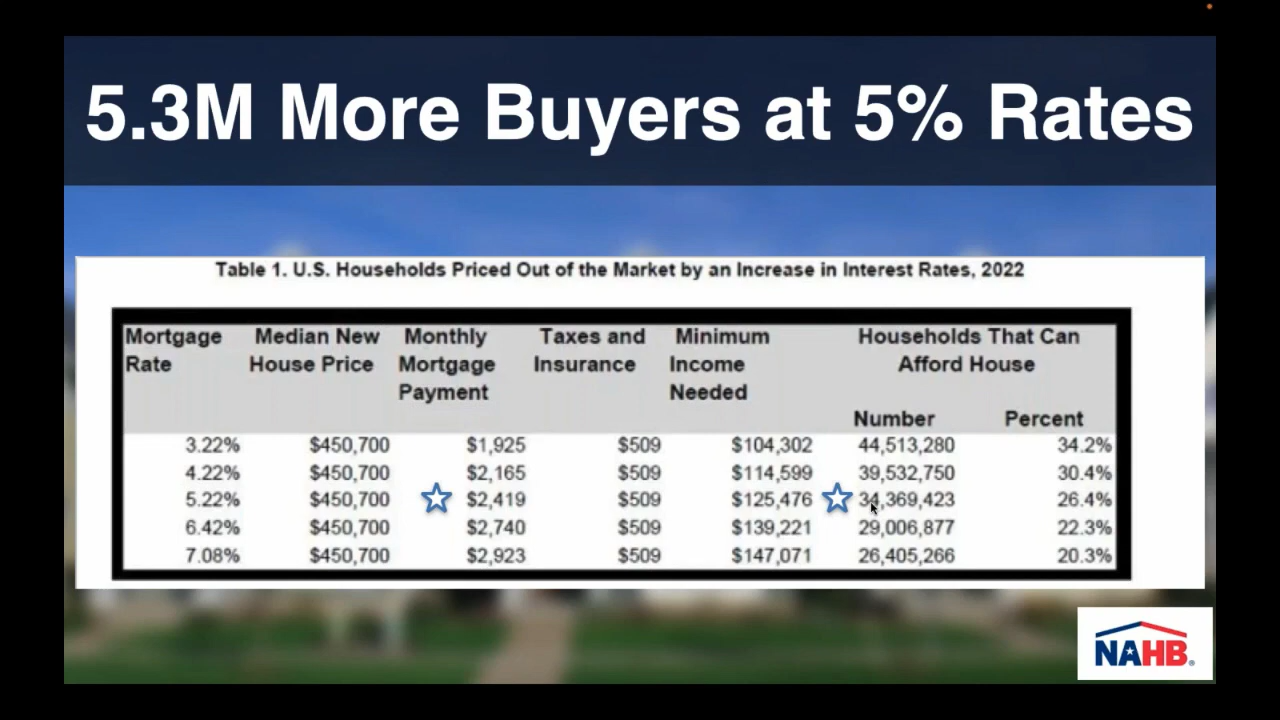 5.3M More Buyers at 5% Rates
Table 1. U.S. Households Priced Out of the Market by an Increase in Interest Rates, 2022
Mortgage Rate Median New House Price Monthly Mortgage Payment Taxes and Insurance Minimum Income Needed Households That Can Afford House
Number Percent
3.22% $450,700 $1,925 $509 $104,302 44,513,280 34.2%
4.22% $450,700 $2,165 $509 $114,599 39,532,750 30.4%
5.22% $450,700 $2,419 $509 $125,476 34,369,423 26.4%
6.42% $450,700 $2,740 $509 $139,221 29,006,877 22.3%
7.08% $450,700 $2,923 $509 $147,071 26,405,266 20.3%
NAHB®